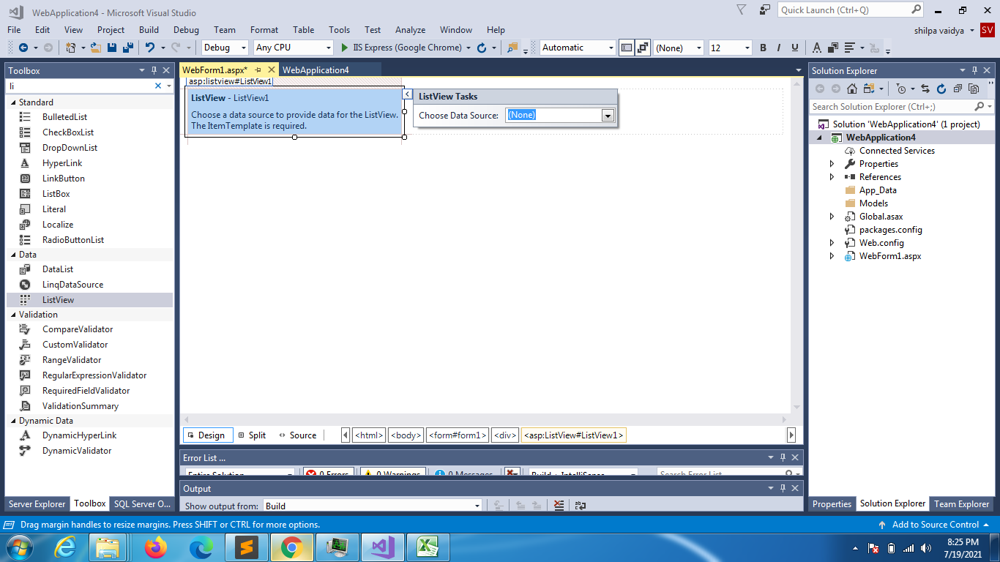 WebApplication4 - Microsoft Visual Studio
Quick Launch (Ctrl+Q)
File Edit View Project Build Debug Team Format Table Tools Test Analyze Window Help
shilpa vaidya SV
Debug Any CPU IIS Express (Google Chrome) Automatic (None) 12 B I U A
Toolbox
li
Standard
BulletedList
CheckBoxList
DropDownList
HyperLink
LinkButton
ListBox
Literal
Localize
RadioButtonList
Data
DataList
LinqDataSource
ListView
Validation
CompareValidator
CustomValidator
RangeValidator
RegularExpressionValidator
RequiredFieldValidator
ValidationSummary
Dynamic Data
DynamicHyperLink
DynamicValidator
Server Explorer Toolbox SQL Server O...
WebForm1.aspx* WebApplication4
asp:listview#ListView1
ListView - ListView1
Choose a data source to provide data for the ListView.
The ItemTemplate is required.
ListView Tasks
Choose Data Source: (None)
Design Split Source <html> <body> <form#form1> <div> <asp:ListView#ListView1>
Error List ...
Entire Solution 0 Errors 0 Warnings 0 Messages Build + IntelliSense Search Error List
Output
Show output from: Build
Solution Explorer
Search Solution Explorer (Ctrl+;)
Solution 'WebApplication4' (1 project)
WebApplication4
Connected Services
Properties
References
App_Data
Models
Global.asax
packages.config
Web.config
WebForm1.aspx
Properties Solution Explorer Team Explorer
Drag margin handles to resize margins. Press SHIFT or CTRL for more options.
Add to Source Control
8:25 PM
7/19/2021